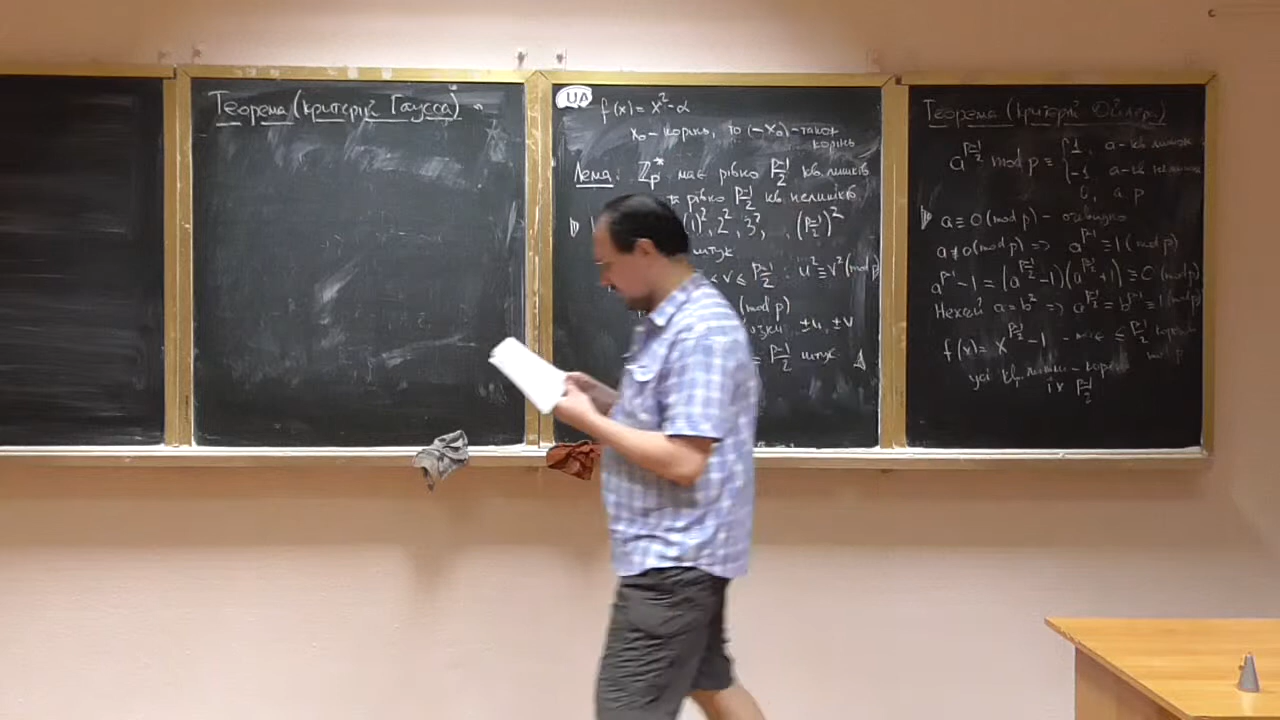 Теорема (критерій Гаусса)
UA
f(x) = x² - a
x₀ - корінь, то (-x₀) - також
корінь
Лема: ℤₚ* має рівно (p-1)/2 кв. лишків
та рівно (p-1)/2 кв. нелишків
2², 3², , ((p-1)/2)²
штук
< v ≤ (p-1)/2 : u² ≡ v² (mod p)
(mod p)
±u, ±v
(p-1)/2 штук
Теорема (критерій Ойлера)
a^((p-1)/2) mod p = { 1, a - кв. лишок
-1, a - кв. нелишок
a p
a ≡ 0 (mod p) - очевидно
a ≢ 0 (mod p) => a^(p-1) ≡ 1 (mod p)
a^(p-1) - 1 = (a^((p-1)/2) - 1)(a^((p-1)/2) + 1) ≡ 0 (mod p)
Нехай a = b² => a^((p-1)/2) = b^(p-1) ≡ 1 (mod p)
f(x) = x^((p-1)/2) - 1 - має ≤ (p-1)/2 коренів
mod p
усі кв. лишки - корені
їх (p-1)/2